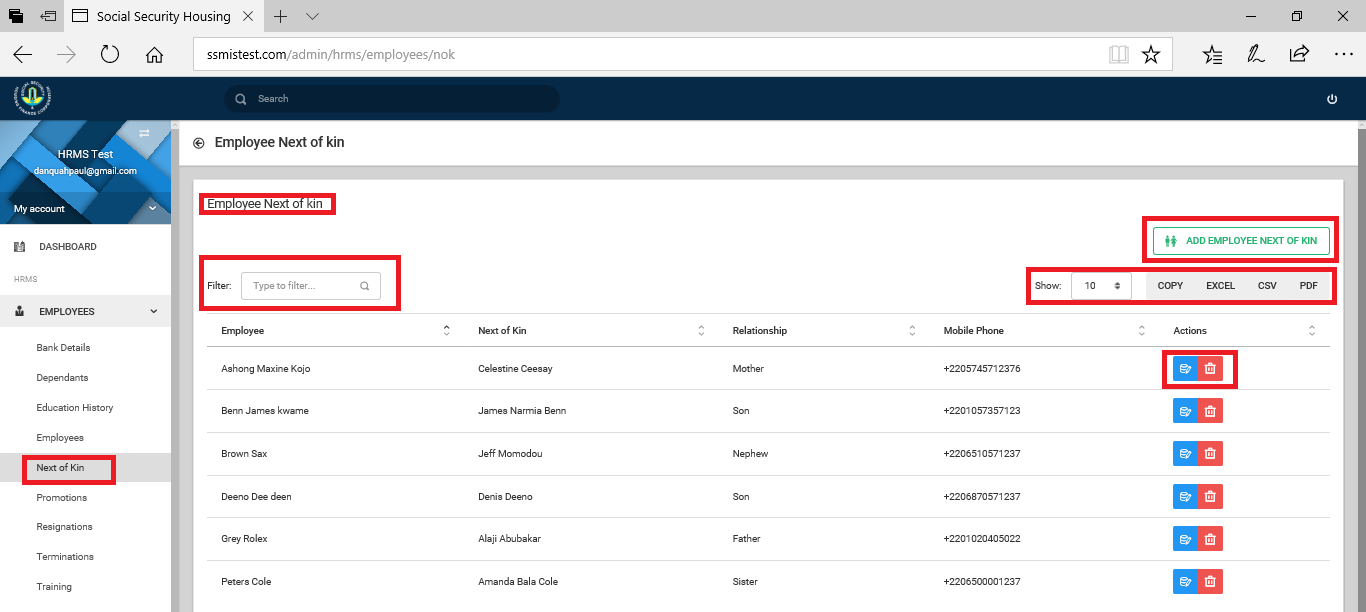 Social Security Housing
ssmistest.com/admin/hrms/employees/nok
Search
HRMS Test
danquahpaul@gmail.com
My account
DASHBOARD
HRMS
EMPLOYEES
Bank Details
Dependants
Education History
Employees
Next of Kin
Promotions
Resignations
Terminations
Training
Employee Next of kin
Employee Next of kin
ADD EMPLOYEE NEXT OF KIN
Filter: Type to filter...
Show: 10 COPY EXCEL CSV PDF
Employee Next of Kin Relationship Mobile Phone Actions
Ashong Maxine Kojo Celestine Ceesay Mother +2205745712376
Benn James kwame James Narmia Benn Son +2201057357123
Brown Sax Jeff Momodou Nephew +2206510571237
Deeno Dee deen Denis Deeno Son +2206870571237
Grey Rolex Alaji Abubakar Father +2201020405022
Peters Cole Amanda Bala Cole Sister +2206500001237